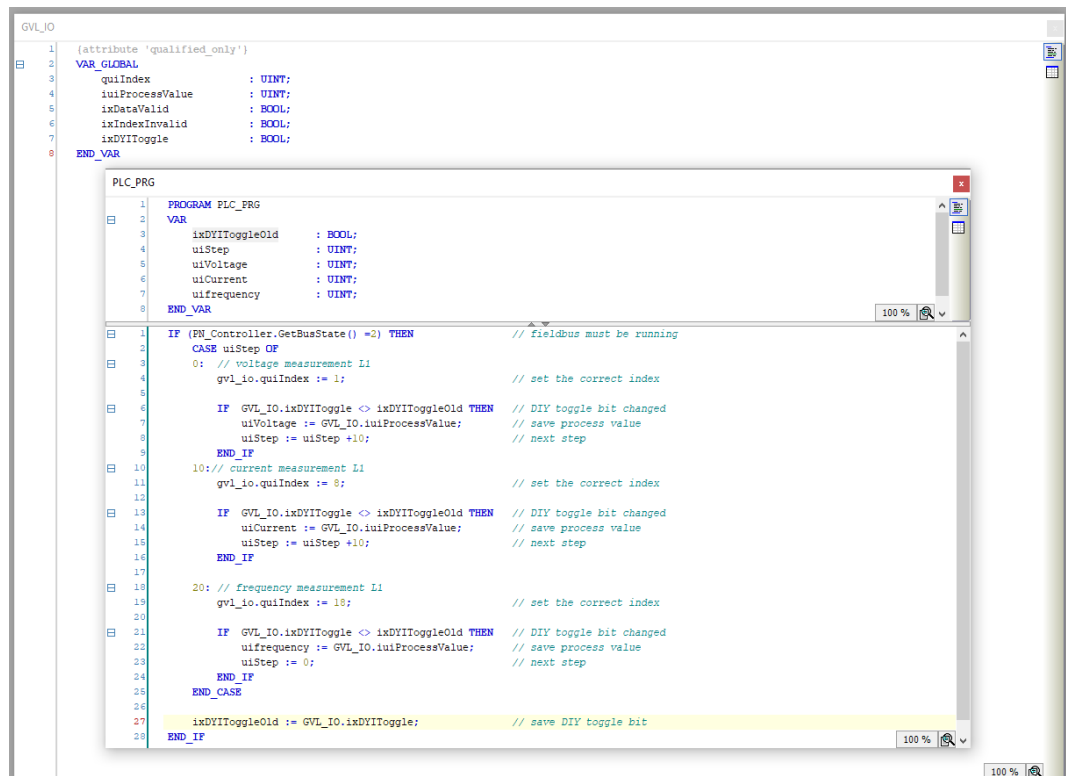 GVL_IO
1 {attribute 'qualified_only'}
2 VAR_GLOBAL
3 quiIndex : UINT;
4 iuiProcessValue : UINT;
5 ixDataValid : BOOL;
6 ixIndexInvalid : BOOL;
7 ixDYIToggle : BOOL;
8 END_VAR
PLC_PRG
x
1 PROGRAM PLC_PRG
2 VAR
3 ixDYIToggleOld : BOOL;
4 uiStep : UINT;
5 uiVoltage : UINT;
6 uiCurrent : UINT;
7 uifrequency : UINT;
8 END_VAR
100 %
1 IF (PN_Controller.GetBusState() =2) THEN // fieldbus must be running
2 CASE uiStep OF
3 0: // voltage measurement L1
4 gvl_io.quiIndex := 1; // set the correct index
5
6 IF GVL_IO.ixDYIToggle <> ixDYIToggleOld THEN // DIY toggle bit changed
7 uiVoltage := GVL_IO.iuiProcessValue; // save process value
8 uiStep := uiStep +10; // next step
9 END_IF
10 10:// current measurement L1
11 gvl_io.quiIndex := 8; // set the correct index
12
13 IF GVL_IO.ixDYIToggle <> ixDYIToggleOld THEN // DIY toggle bit changed
14 uiCurrent := GVL_IO.iuiProcessValue; // save process value
15 uiStep := uiStep +10; // next step
16 END_IF
17
18 20: // frequency measurement L1
19 gvl_io.quiIndex := 18; // set the correct index
20
21 IF GVL_IO.ixDYIToggle <> ixDYIToggleOld THEN // DIY toggle bit changed
22 uifrequency := GVL_IO.iuiProcessValue; // save process value
23 uiStep := 0; // next step
24 END_IF
25 END_CASE
26
27 ixDYIToggleOld := GVL_IO.ixDYIToggle; // save DIY toggle bit
28 END_IF
100 %
100 %